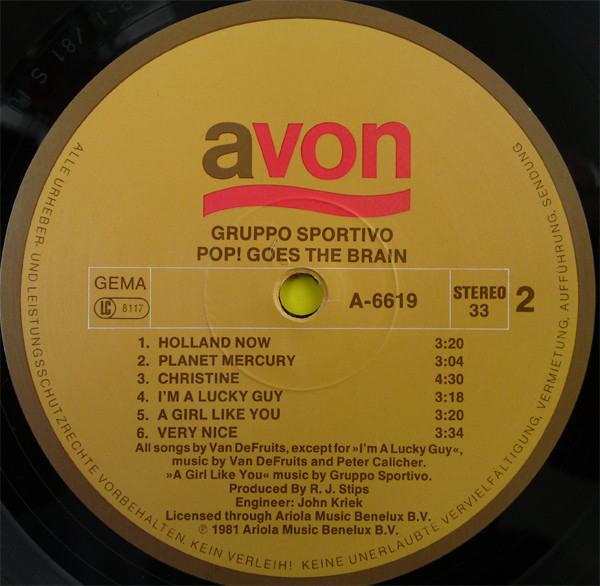 avon
GRUPPO SPORTIVO
POP! GOES THE BRAIN
GEMA
LC 8117
A-6619
STEREO
33
2
1. HOLLAND NOW 3:20
2. PLANET MERCURY 3:04
3. CHRISTINE 4:30
4. I'M A LUCKY GUY 3:18
5. A GIRL LIKE YOU 3:20
6. VERY NICE 3:34
All songs by Van DeFruits, except for »I'm A Lucky Guy«,
music by Van DeFruits and Peter Calicher.
»A Girl Like You« music by Gruppo Sportivo.
Produced By R. J. Stips
Engineer: John Kriek
Licensed through Ariola Music Benelux B.V.
℗ 1981 Ariola Music Benelux B.V.
ALLE URHEBER- UND LEISTUNGSSCHUTZRECHTE VORBEHALTEN. KEIN VERLEIH! KEINE UNERLAUBTE VERVIELFÄLTIGUNG, VERMIETUNG, AUFFÜHRUNG, SENDUNG